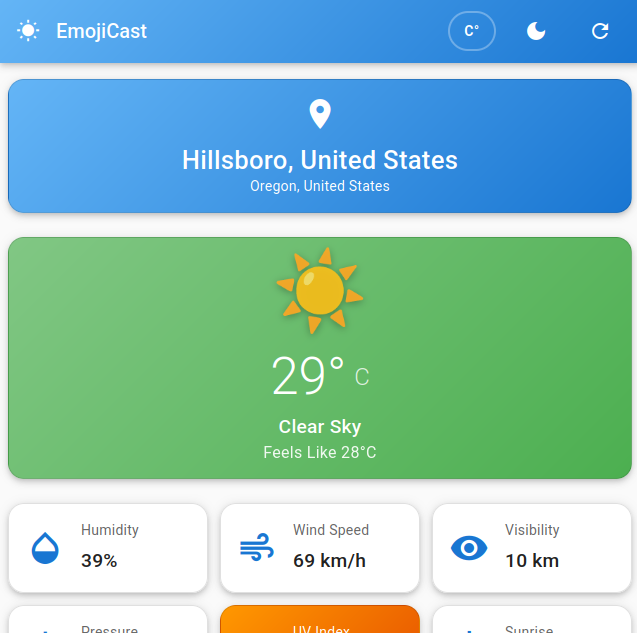 EmojiCast
C°
Hillsboro, United States
Oregon, United States
29° C
Clear Sky
Feels Like 28°C
Humidity
39%
Wind Speed
69 km/h
Visibility
10 km
Pressure
UV Index
Sunrise